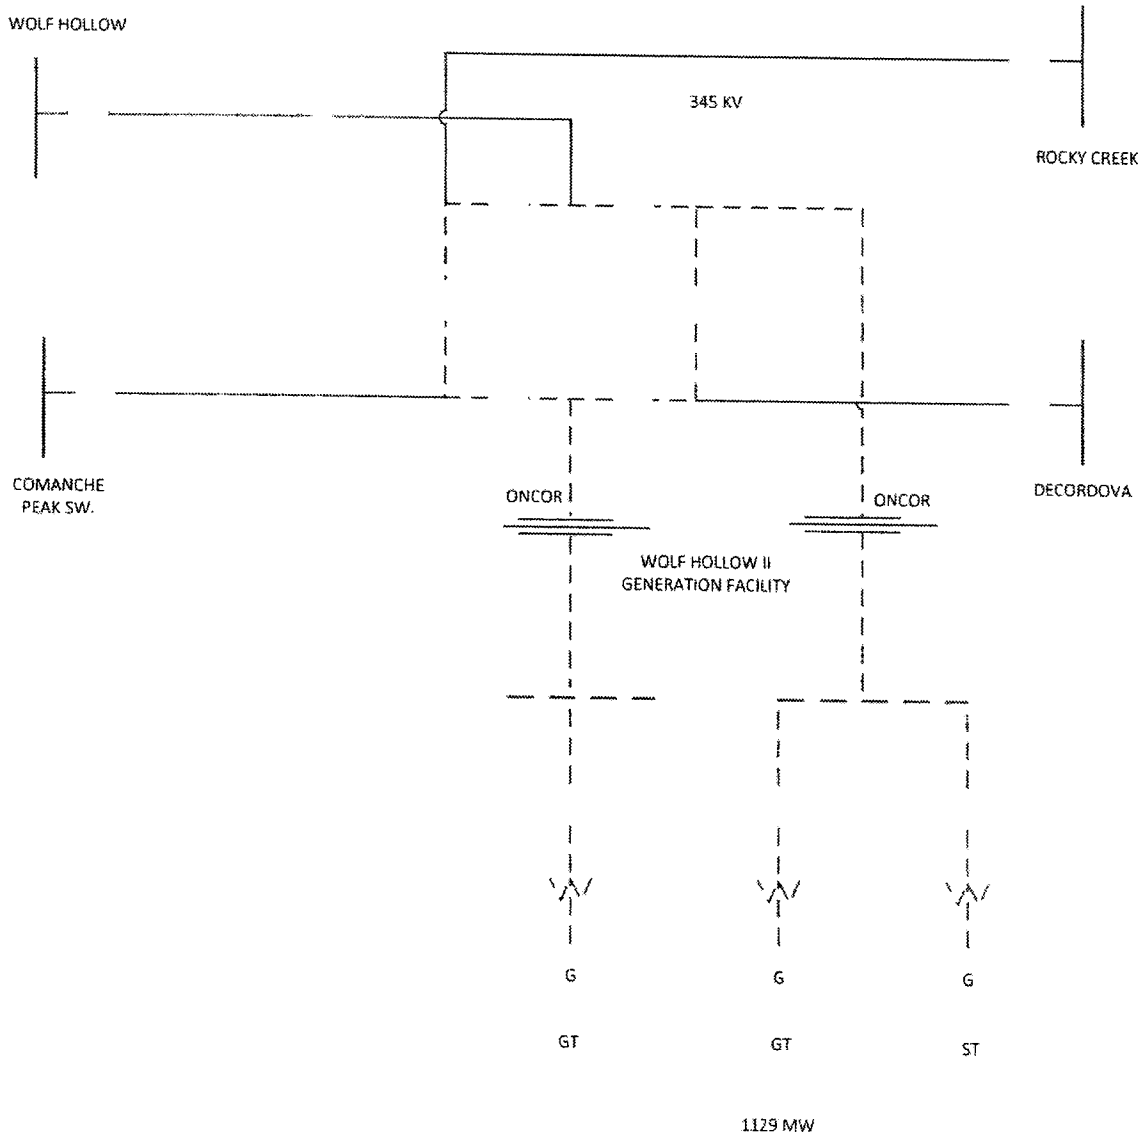 WOLF HOLLOW
345 KV
ROCKY CREEK
COMANCHE
PEAK SW.
DECORDOVA
ONCOR
ONCOR
WOLF HOLLOW II
GENERATION FACILITY
G
G
G
GT
GT
ST
1129 MW